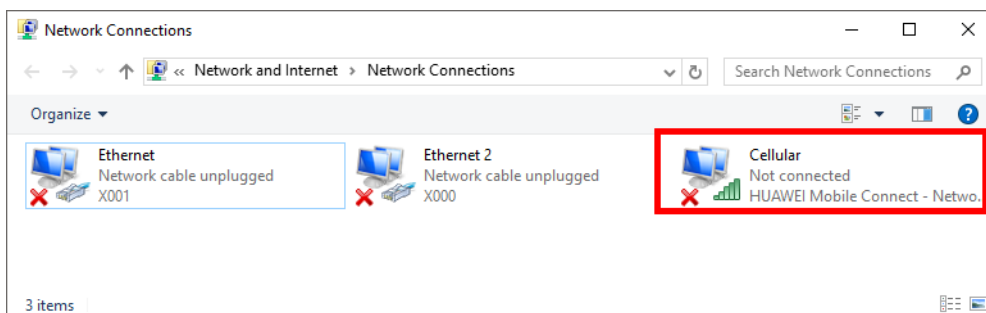 Network Connections
« Network and Internet > Network Connections
Search Network Connections
Organize
Ethernet
Network cable unplugged
X001
Ethernet 2
Network cable unplugged
X000
Cellular
Not connected
HUAWEI Mobile Connect - Netwo.
3 items